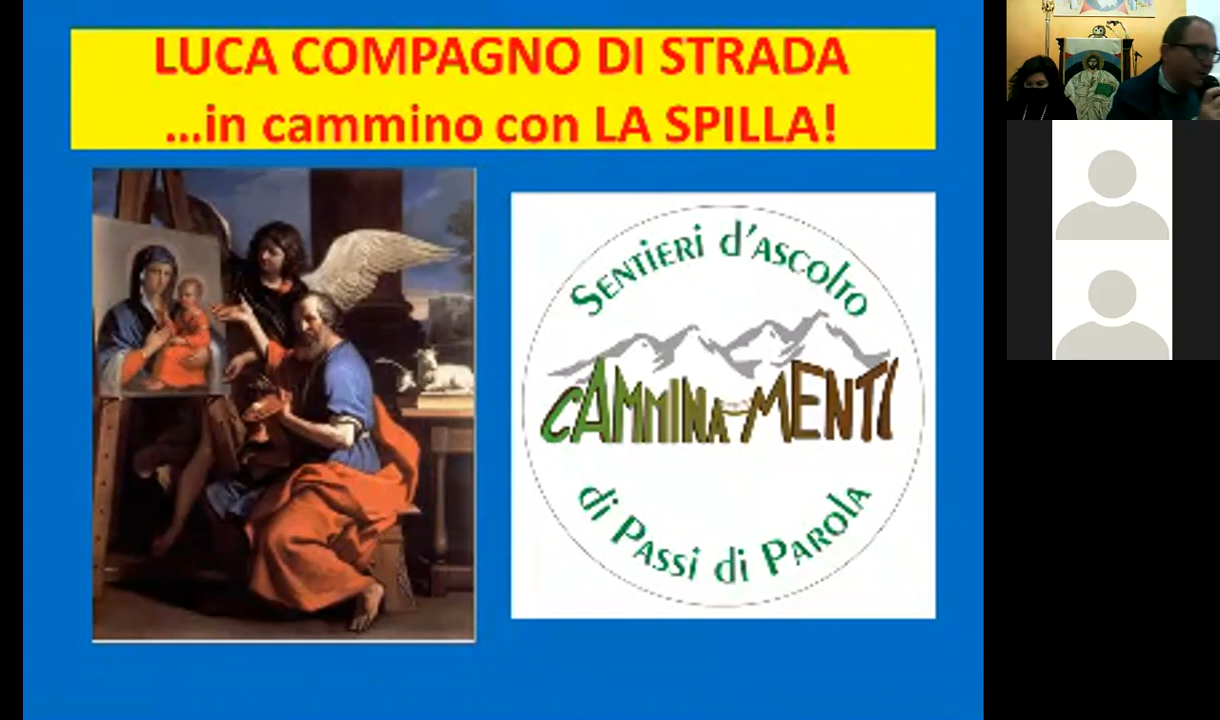 LUCA COMPAGNO DI STRADA
...in cammino con LA SPILLA!
SENTIERI d'ASCOLTO
CAMMINA-MENTI
di PASSI di PAROLA